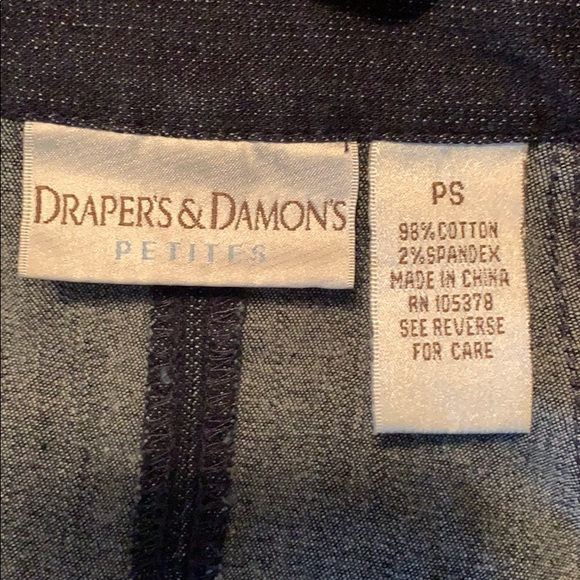 DRAPER'S & DAMON'S
PETITES
PS
98% COTTON
2% SPANDEX
MADE IN CHINA
RN 105378
SEE REVERSE
FOR CARE